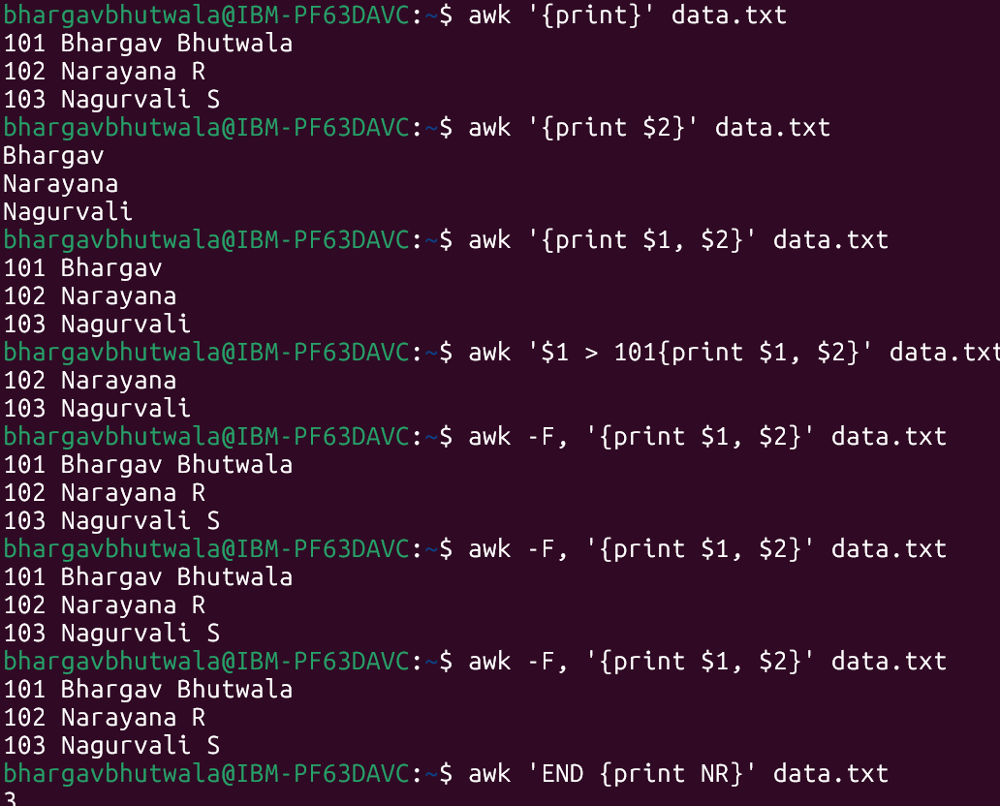 bhargavbhutwala@IBM-PF63DAVC:~$ awk '{print}' data.txt
101 Bhargav Bhutwala
102 Narayana R
103 Nagurvali S
bhargavbhutwala@IBM-PF63DAVC:~$ awk '{print $2}' data.txt
Bhargav
Narayana
Nagurvali
bhargavbhutwala@IBM-PF63DAVC:~$ awk '{print $1, $2}' data.txt
101 Bhargav
102 Narayana
103 Nagurvali
bhargavbhutwala@IBM-PF63DAVC:~$ awk '$1 > 101{print $1, $2}' data.txt
102 Narayana
103 Nagurvali
bhargavbhutwala@IBM-PF63DAVC:~$ awk -F, '{print $1, $2}' data.txt
101 Bhargav Bhutwala
102 Narayana R
103 Nagurvali S
bhargavbhutwala@IBM-PF63DAVC:~$ awk -F, '{print $1, $2}' data.txt
101 Bhargav Bhutwala
102 Narayana R
103 Nagurvali S
bhargavbhutwala@IBM-PF63DAVC:~$ awk -F, '{print $1, $2}' data.txt
101 Bhargav Bhutwala
102 Narayana R
103 Nagurvali S
bhargavbhutwala@IBM-PF63DAVC:~$ awk 'END {print NR}' data.txt
3